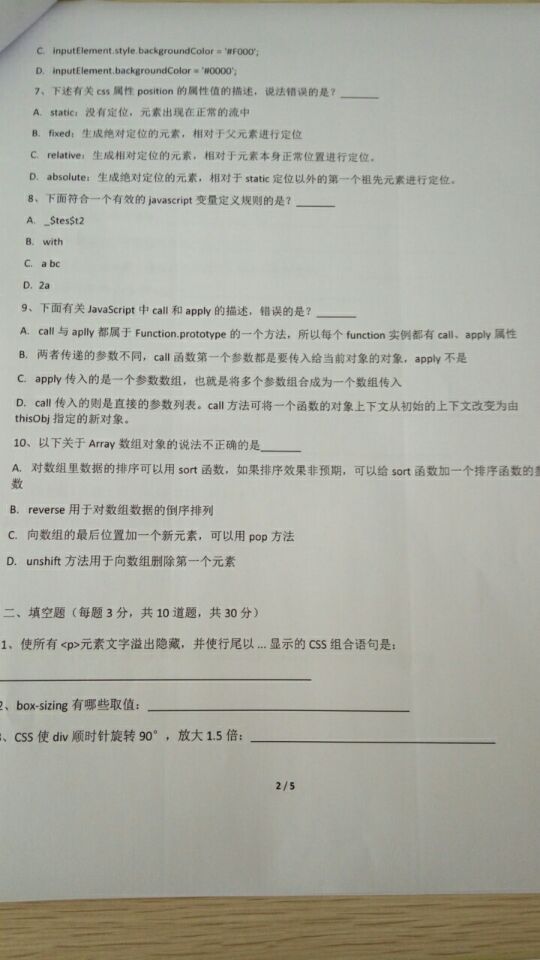 C. inputElement.style.backgroundColor = '#F000';
D. inputElement.backgroundColor = '#0000';
7、下述有关 css 属性 position 的属性值的描述，说法错误的是？______
A. static：没有定位，元素出现在正常的流中
B. fixed：生成绝对定位的元素，相对于父元素进行定位
C. relative：生成相对定位的元素，相对于元素本身正常位置进行定位。
D. absolute：生成绝对定位的元素，相对于 static 定位以外的第一个祖先元素进行定位。
8、下面符合一个有效的 javascript 变量定义规则的是？______
A. _$tes$t2
B. with
C. a bc
D. 2a
9、下面有关 JavaScript 中 call 和 apply 的描述，错误的是？______
A. call 与 aplly 都属于 Function.prototype 的一个方法，所以每个 function 实例都有 call、apply 属性
B. 两者传递的参数不同，call 函数第一个参数都是要传入给当前对象的对象，apply 不是
C. apply 传入的是一个参数数组，也就是将多个参数组合成为一个数组传入
D. call 传入的则是直接的参数列表。call 方法可将一个函数的对象上下文从初始的上下文改变为由
thisObj 指定的新对象。
10、以下关于 Array 数组对象的说法不正确的是______
A. 对数组里数据的排序可以用 sort 函数，如果排序效果非预期，可以给 sort 函数加一个排序函数的参
数
B. reverse 用于对数组数据的倒序排列
C. 向数组的最后位置加一个新元素，可以用 pop 方法
D. unshift 方法用于向数组删除第一个元素
二、填空题（每题 3 分，共 10 道题，共 30 分）
1、使所有 <p>元素文字溢出隐藏，并使行尾以 ... 显示的 CSS 组合语句是：
2、box-sizing 有哪些取值：______
3、CSS 使 div 顺时针旋转 90°，放大 1.5 倍：______
2 / 5